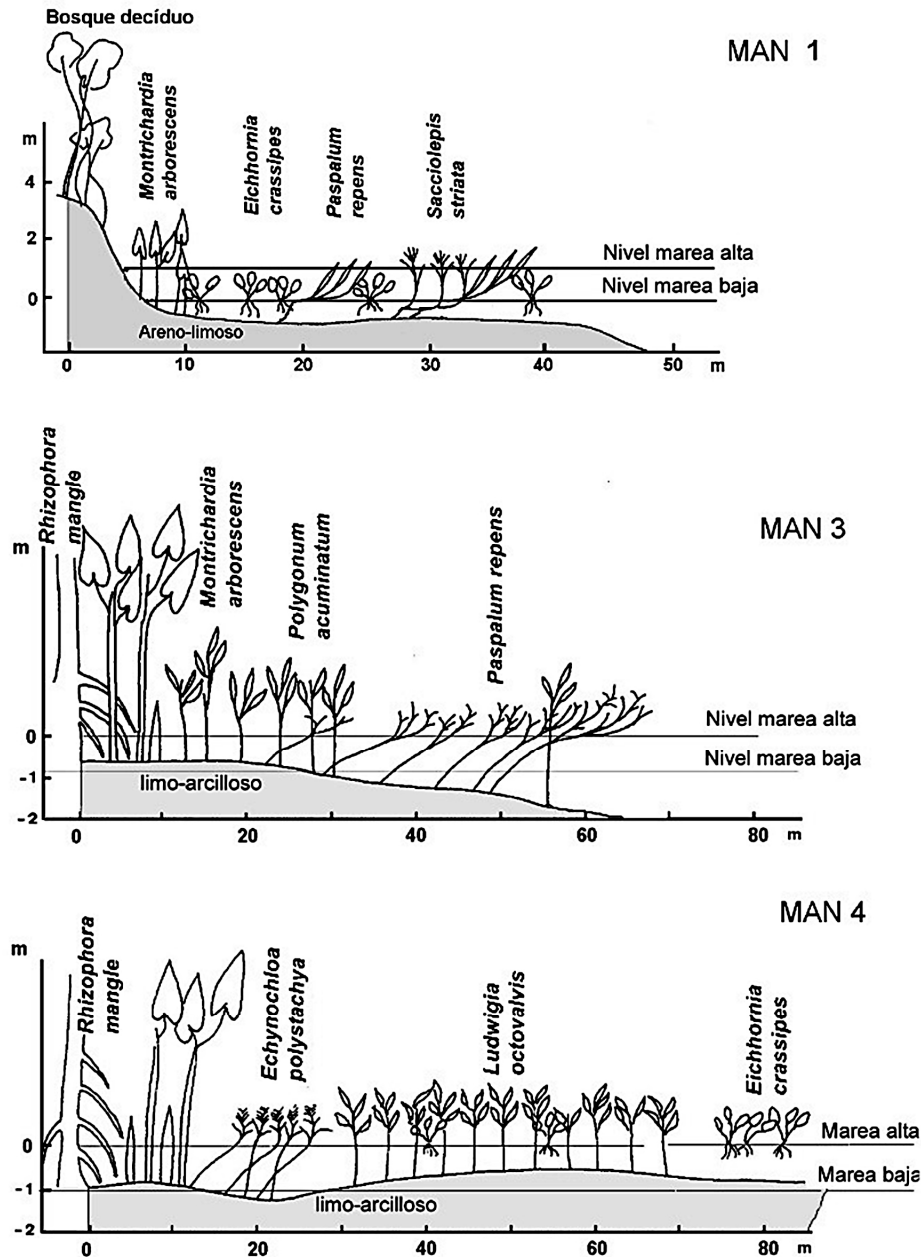 Bosque decíduo
MAN 1
Montrichardia
arborescens
EIchhornia
crassipes
Paspalum
repens
Sacciolepis
striata
m
4
2
0
Nivel marea alta
Nivel marea baja
Areno-limoso
0 10 20 30 40 50 m
Rhizophora
mangle
MAN 3
Montrichardia
arborescens
Polygonum
acuminatum
Paspalum repens
m
Nivel marea alta
0
Nivel marea baja
-1
limo-arcilloso
-2
0 20 40 60 80 m
MAN 4
m
Rhizophora
mangle
Echynochloa
polystachya
Ludwigia
octovalvis
Eichhornia
crassipes
0
Marea alta
Marea baja
-1
limo-arcilloso
-2
0 20 40 60 80 m